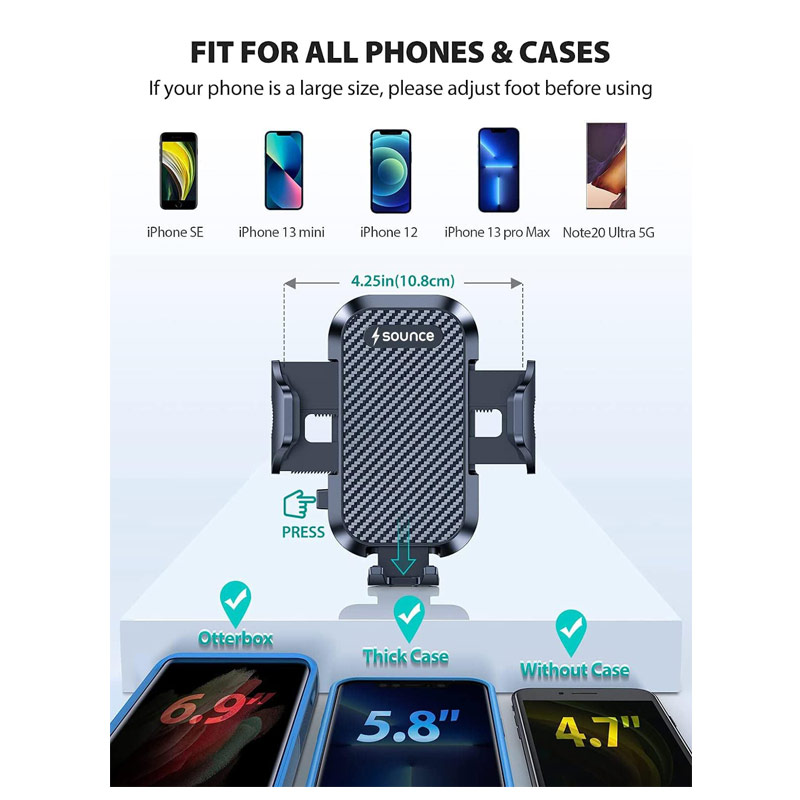 FIT FOR ALL PHONES & CASES
If your phone is a large size, please adjust foot before using
iPhone SE
iPhone 13 mini
iPhone 12
iPhone 13 pro Max
Note20 Ultra 5G
4.25in(10.8cm)
sounce
PRESS
Otterbox
Thick Case
Without Case
6.9"
5.8"
4.7"